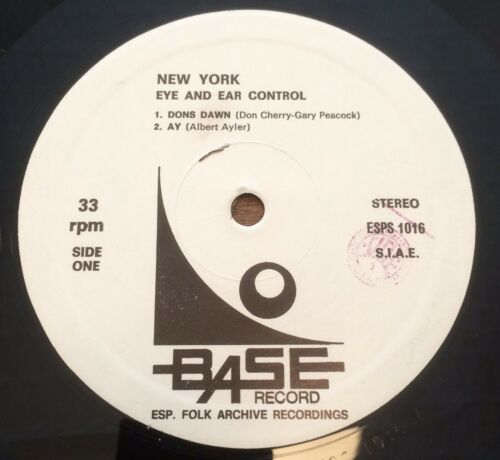 NEW YORK
EYE AND EAR CONTROL
1. DONS DAWN (Don Cherry-Gary Peacock)
2. AY (Albert Ayler)
33
rpm
SIDE
ONE
STEREO
ESPS 1016
S.I.A.E.
BASE
RECORD
ESP. FOLK ARCHIVE RECORDINGS